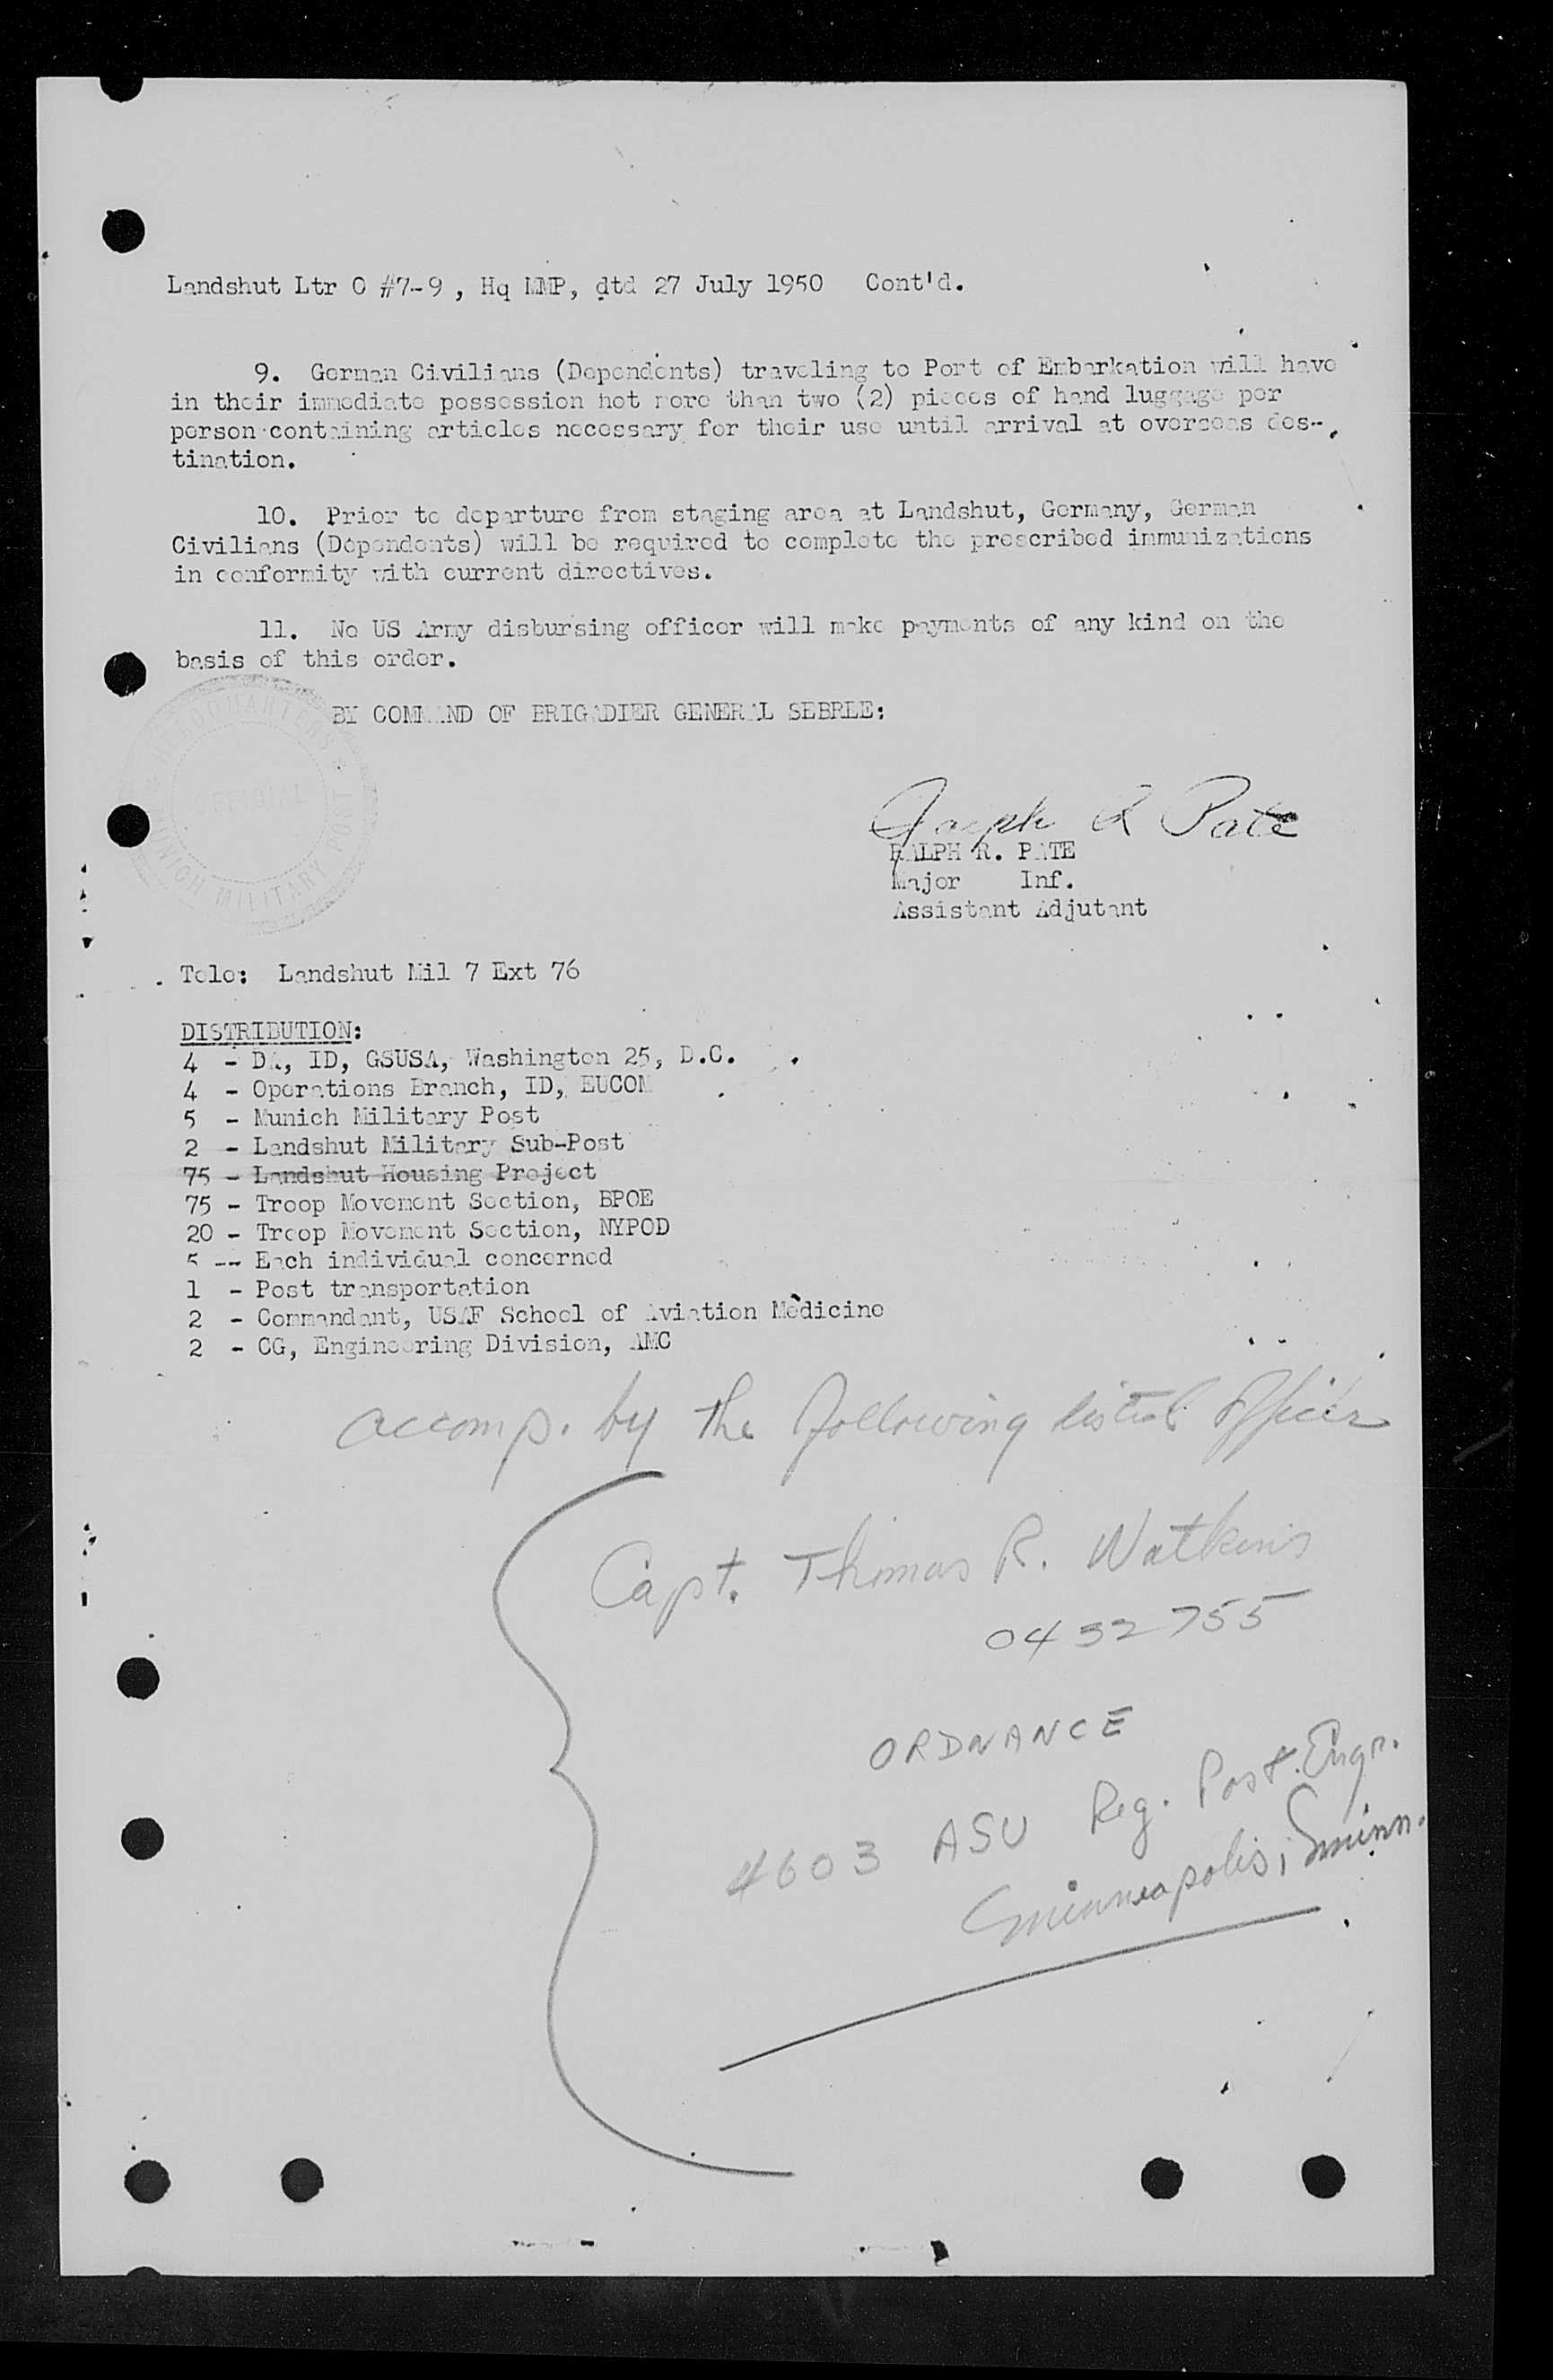 Landshut Ltr O #7-9 , Hq MMP, dtd 27 July 1950 Cont'd.
9. German Civilians (Dependents) traveling to Port of Embarkation will have
in their immediate possession not more than two (2) pieces of hand luggage per
person containing articles necessary for their use until arrival at overseas des-
tination.
10. Prior to departure from staging area at Landshut, Germany, German
Civilians (Dependents) will be required to complete the prescribed immunizations
in conformity with current directives.
11. No US Army disbursing officer will make payments of any kind on the
basis of this order.
BY COMMAND OF BRIGADIER GENERAL SEBREE:
HEADQUARTERS
OFFICIAL
MUNICH MILITARY POST
Ralph R Pate
RALPH R. PATE
Major Inf.
Assistant Adjutant
Tele: Landshut Mil 7 Ext 76
DISTRIBUTION:
4 - DA, ID, GSUSA, Washington 25, D.C.
4 - Operations Branch, ID, EUCOM
5 - Munich Military Post
2 - Landshut Military Sub-Post
75 - Landshut Housing Project
75 - Troop Movement Section, BPOE
20 - Troop Movement Section, NYPOD
5 -- Each individual concerned
1 - Post transportation
2 - Commandant, USAF School of Aviation Medicine
2 - CG, Engineering Division, AMC
accomp. by the following listed officer
Capt. Thomas R. Watkins
0432755
ORDNANCE
4603 ASU Reg. Post. Engr.
Minneapolis, Minn.